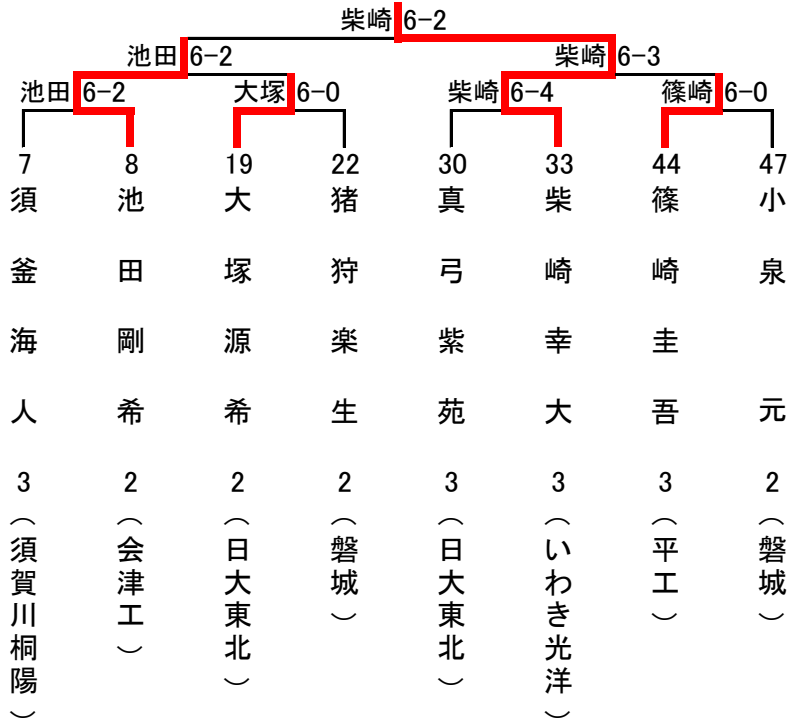 柴崎 6-2
池田 6-2 柴崎 6-3
池田 6-2 大塚 6-0 柴崎 6-4 篠崎 6-0
7 8 19 22 30 33 44 47
須釜海人 3 (須賀川桐陽)
池田剛希 2 (会津工)
大塚源希 2 (日大東北)
猪狩楽生 2 (磐城)
真弓紫苑 3 (日大東北)
柴崎幸大 3 (いわき光洋)
篠崎圭吾 3 (平工)
小泉 元 2 (磐城)